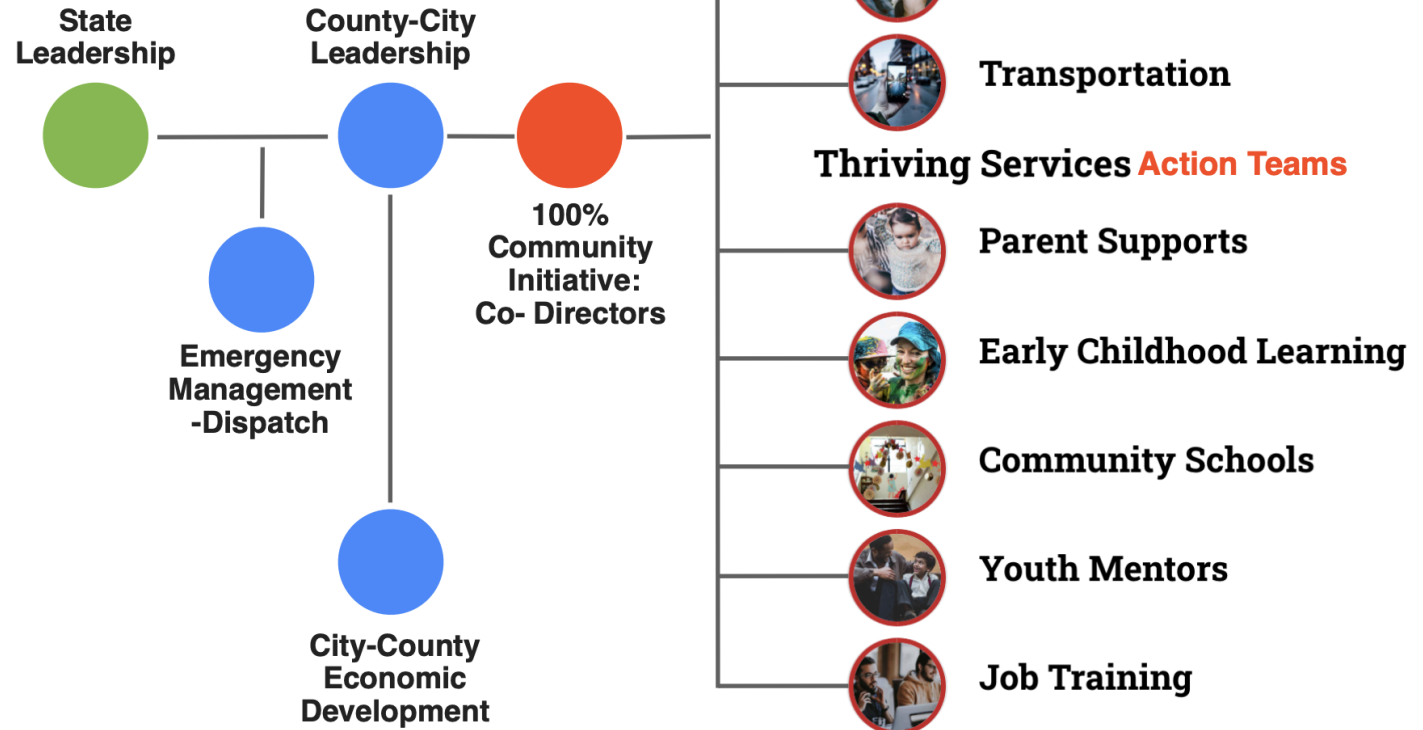 State
Leadership
County-City
Leadership
100%
Community
Initiative:
Co- Directors
Emergency
Management
-Dispatch
City-County
Economic
Development
Transportation
Thriving Services Action Teams
Parent Supports
Early Childhood Learning
Community Schools
Youth Mentors
Job Training